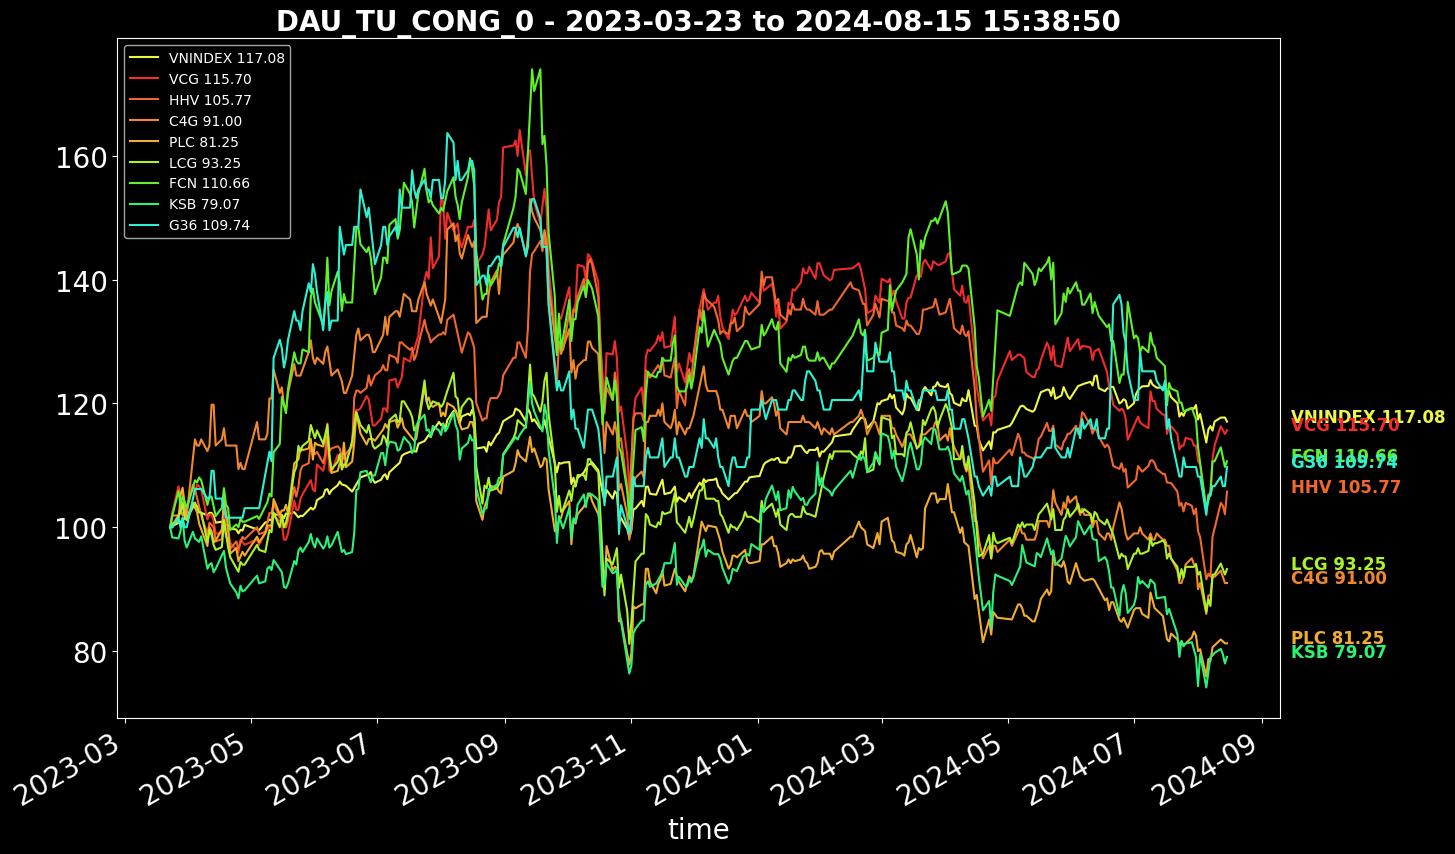 DAU_TU_CONG_0 - 2023-03-23 to 2024-08-15 15:38:50
VNINDEX 117.08
VCG 115.70
HHV 105.77
C4G 91.00
PLC 81.25
LCG 93.25
FCN 110.66
KSB 79.07
G36 109.74
160
140
120
100
80
VNINDEX 117.08
VCG 115.70
FCN 110.66
G36 109.74
HHV 105.77
LCG 93.25
C4G 91.00
PLC 81.25
KSB 79.07
2023-03
2023-05
2023-07
2023-09
2023-11
2024-01
2024-03
2024-05
2024-07
2024-09
time